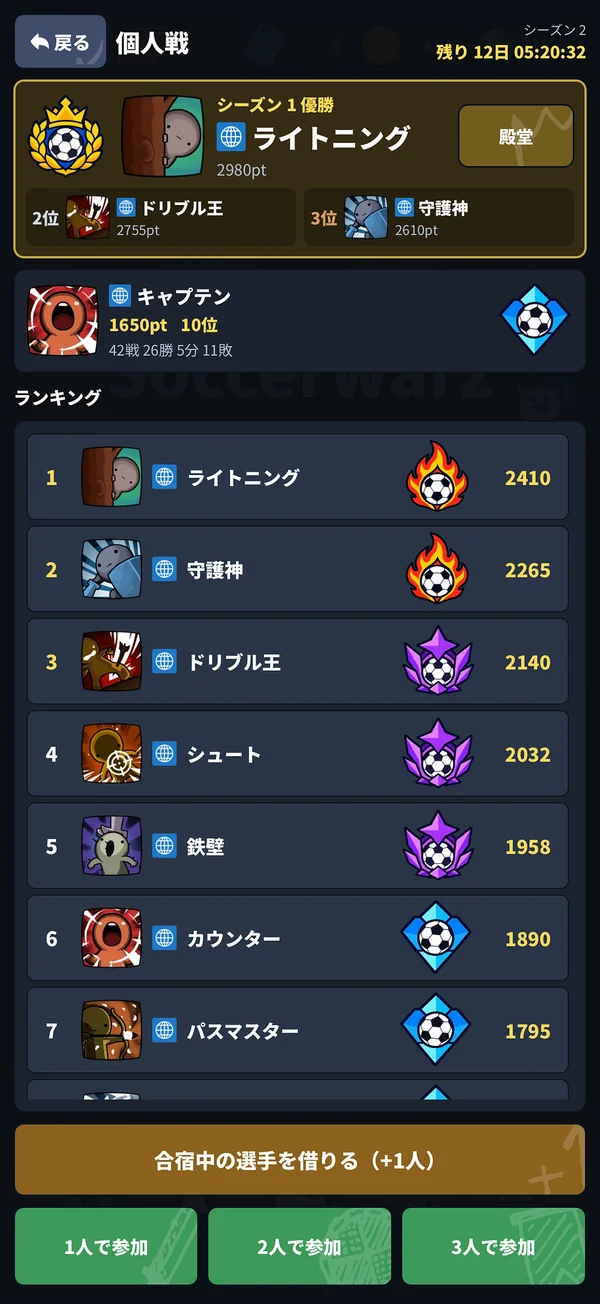 戻る
個人戦
シーズン 2
残り 12日 05:20:32
シーズン 1 優勝
ライトニング
2980pt
殿堂
2位
ドリブル王
2755pt
3位
守護神
2610pt
キャプテン
1650pt 10位
42戦 26勝 5分 11敗
Soccerwarz
ランキング
1 ライトニング 2410
2 守護神 2265
3 ドリブル王 2140
4 シュート 2032
5 鉄壁 1958
6 カウンター 1890
7 パスマスター 1795
合宿中の選手を借りる（+1人）
1人で参加
2人で参加
3人で参加